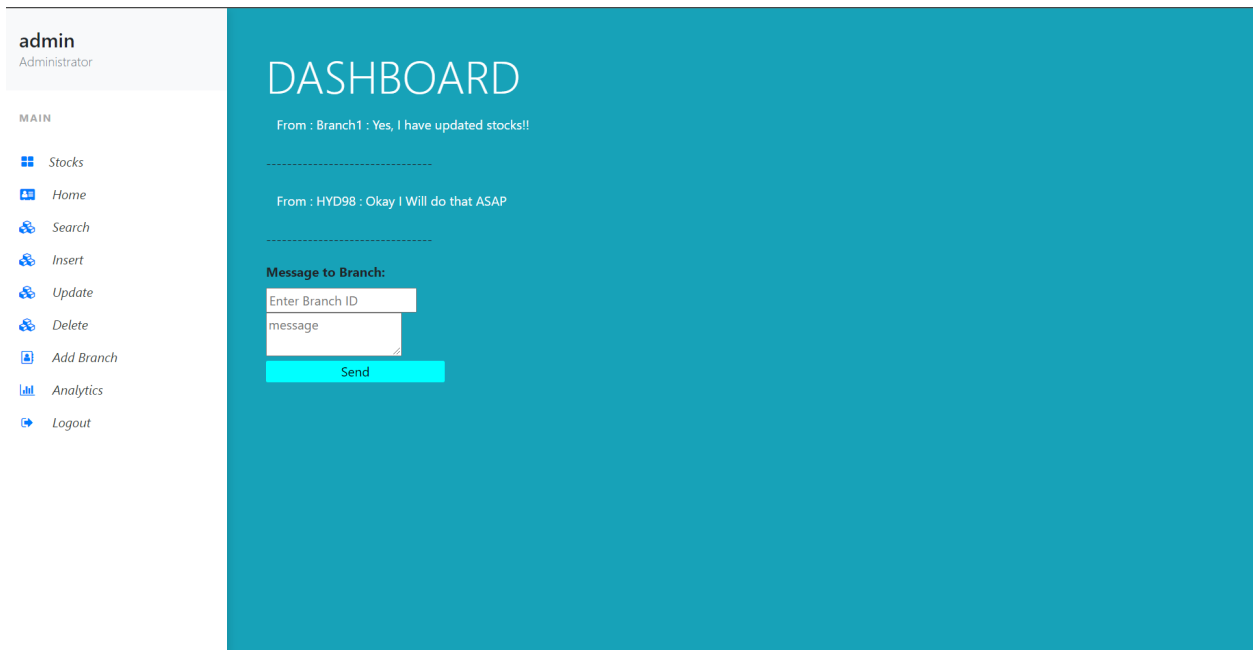 admin
Administrator
MAIN
Stocks
Home
Search
Insert
Update
Delete
Add Branch
Analytics
Logout
DASHBOARD
From : Branch1 : Yes, I have updated stocks!!
--------------------------------
From : HYD98 : Okay I Will do that ASAP
--------------------------------
Message to Branch:
Enter Branch ID
message
Send